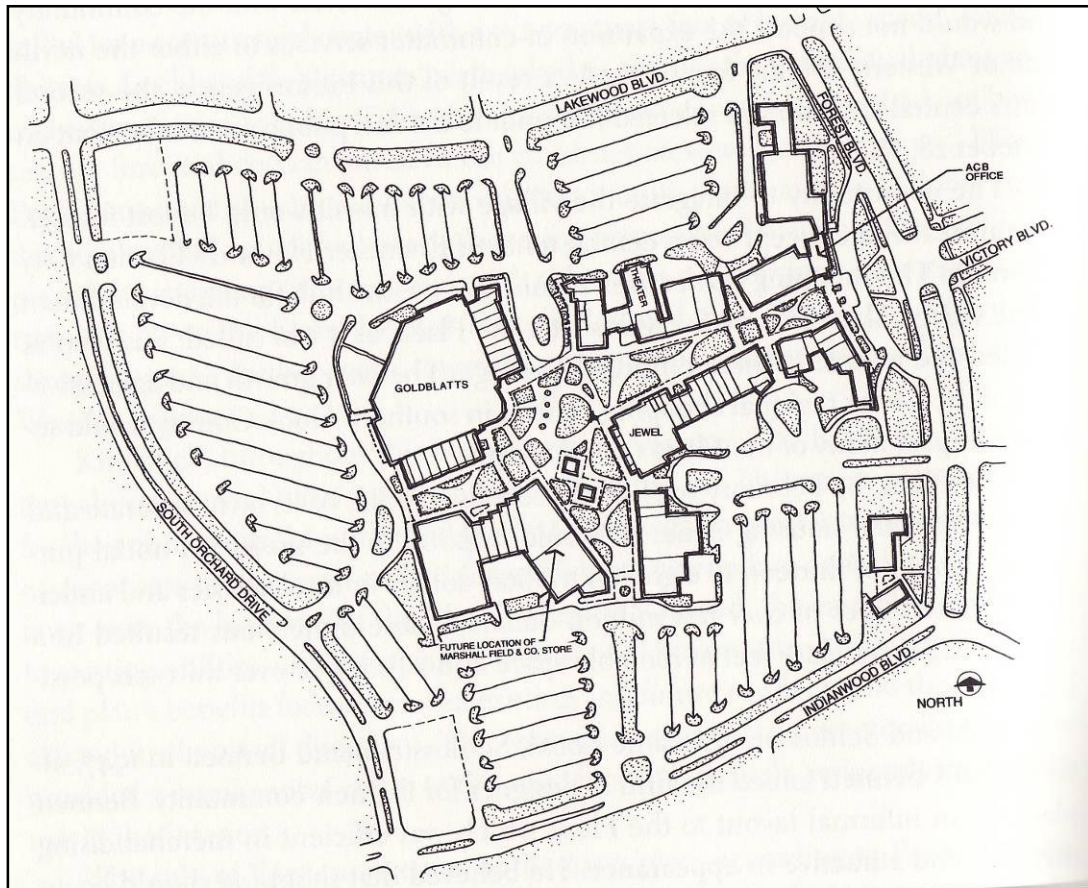 LAKEWOOD BLVD.
FOREST BLVD.
ACB
OFFICE
VICTORY BLVD.
THEATER
GOLDBLATTS
JEWEL
SOUTH ORCHARD DRIVE
FUTURE LOCATION OF
MARSHALL FIELD & CO. STORE
INDIANWOOD BLVD.
NORTH